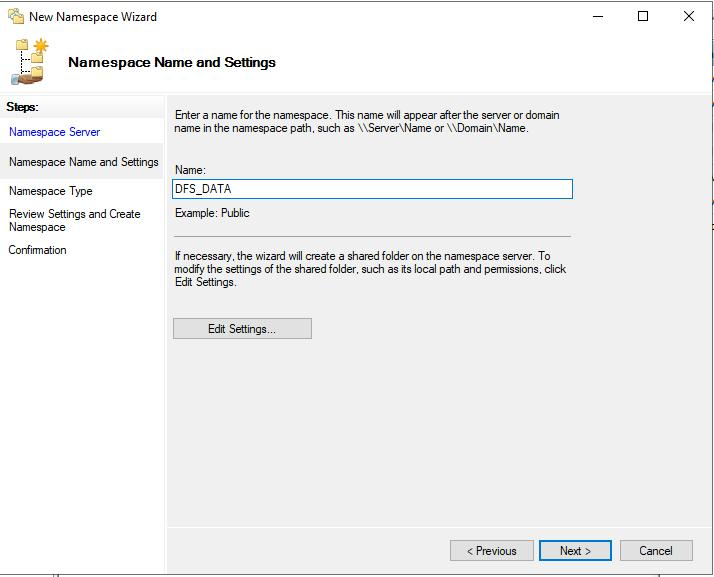 New Namespace Wizard
Namespace Name and Settings
Steps:
Namespace Server
Namespace Name and Settings
Namespace Type
Review Settings and Create
Namespace
Confirmation
Enter a name for the namespace. This name will appear after the server or domain
name in the namespace path, such as \\Server\Name or \\Domain\Name.
Name:
DFS_DATA
Example: Public
If necessary, the wizard will create a shared folder on the namespace server. To
modify the settings of the shared folder, such as its local path and permissions, click
Edit Settings.
Edit Settings...
< Previous
Next >
Cancel